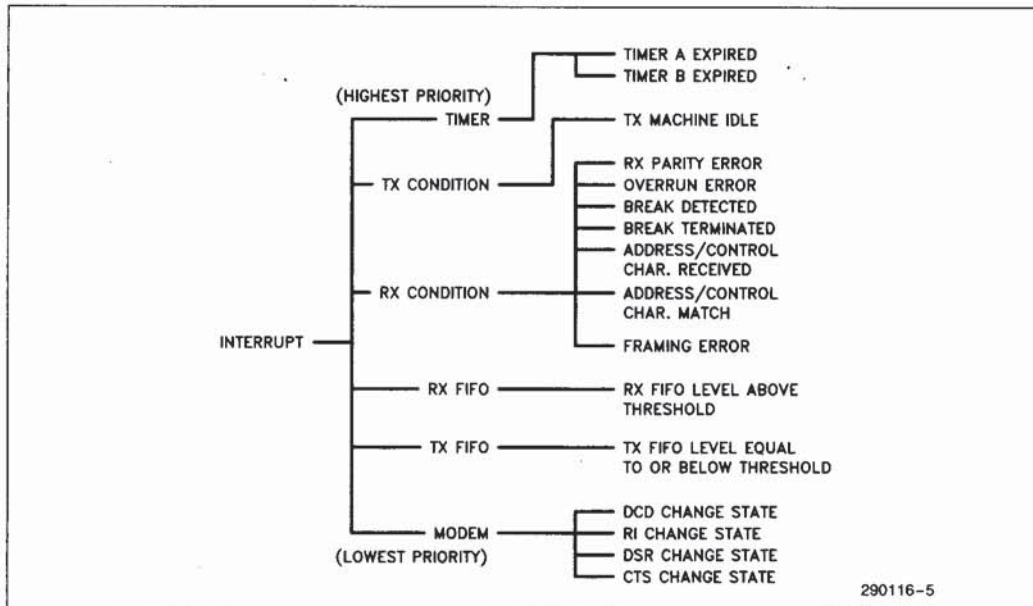 TIMER A EXPIRED
TIMER B EXPIRED
(HIGHEST PRIORITY)
TIMER
TX MACHINE IDLE
TX CONDITION
RX PARITY ERROR
OVERRUN ERROR
BREAK DETECTED
BREAK TERMINATED
ADDRESS/CONTROL
CHAR. RECEIVED
RX CONDITION
ADDRESS/CONTROL
CHAR. MATCH
INTERRUPT
FRAMING ERROR
RX FIFO
RX FIFO LEVEL ABOVE
THRESHOLD
TX FIFO
TX FIFO LEVEL EQUAL
TO OR BELOW THRESHOLD
DCD CHANGE STATE
MODEM
RI CHANGE STATE
(LOWEST PRIORITY)
DSR CHANGE STATE
CTS CHANGE STATE
290116-5